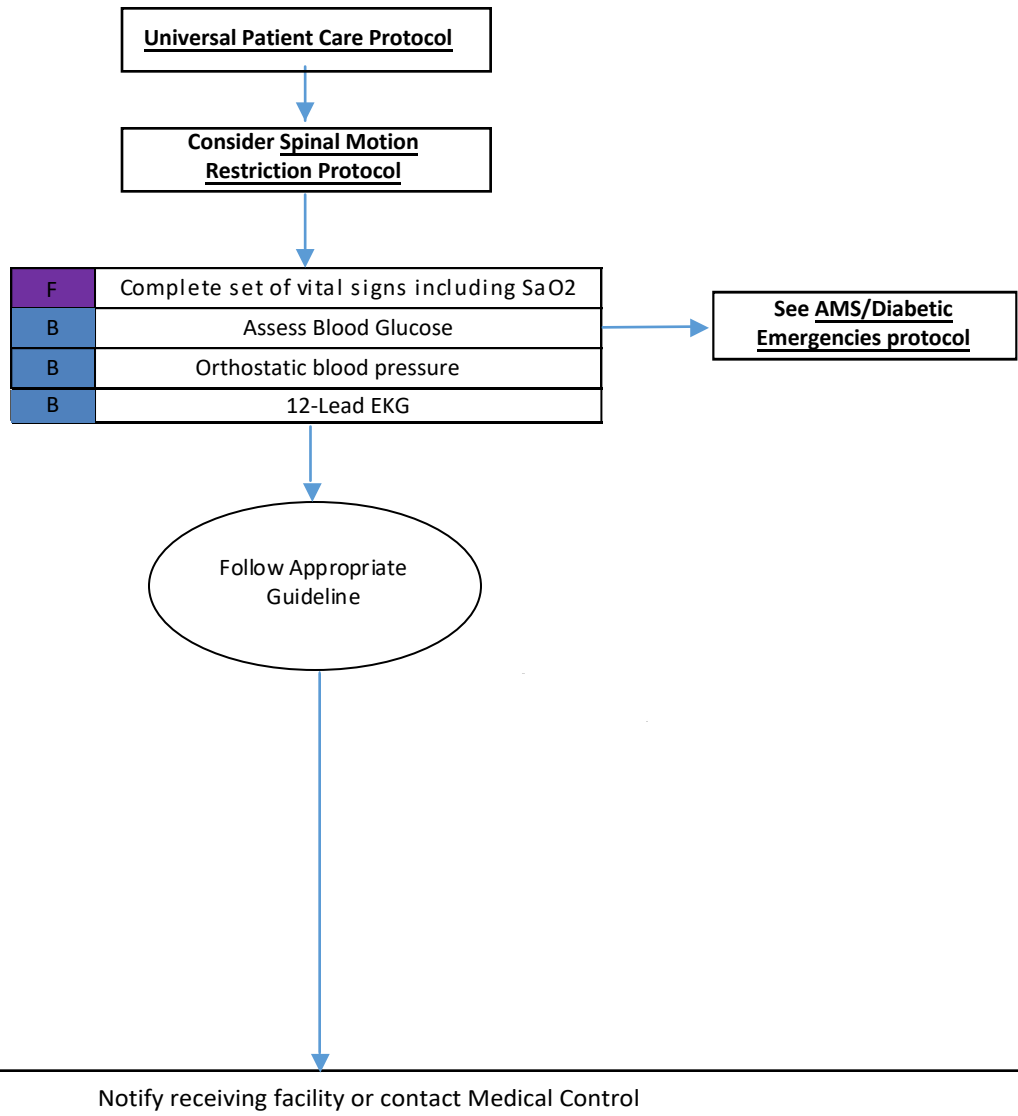 Universal Patient Care Protocol
Consider Spinal Motion
Restriction Protocol
F Complete set of vital signs including SaO2
B Assess Blood Glucose
See AMS/Diabetic
Emergencies protocol
B Orthostatic blood pressure
B 12-Lead EKG
Follow Appropriate
Guideline
Notify receiving facility or contact Medical Control